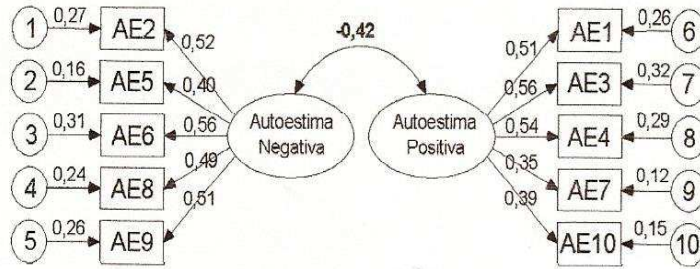 1 0,27 AE2 0,52 -0,42 0,51 AE1 0,26 6
2 0,16 AE5 0,40 0,56 AE3 0,32 7
3 0,31 AE6 0,56 Autoestima Negativa Autoestima Positiva 0,54 AE4 0,29 8
4 0,24 AE8 0,49 0,35 AE7 0,12 9
5 0,26 AE9 0,51 0,39 AE10 0,15 10